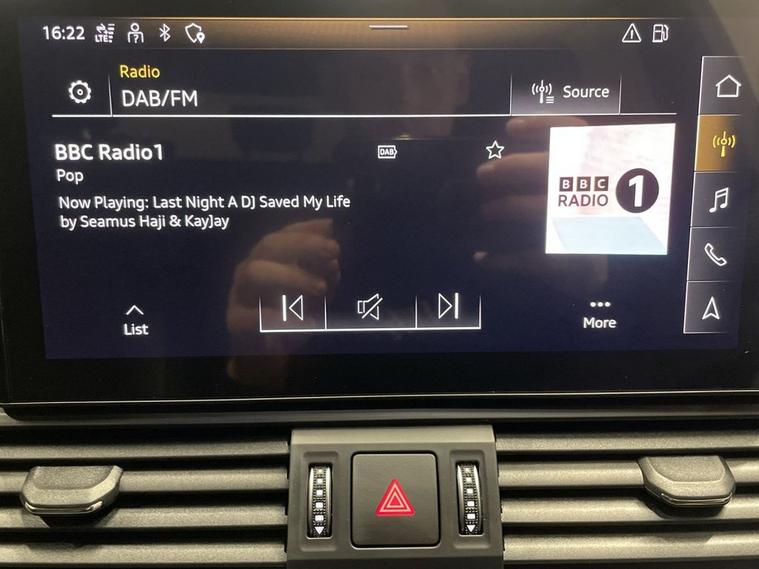 16:22 LTE
Radio
DAB/FM
Source
BBC Radio1
DAB
Pop
Now Playing: Last Night A DJ Saved My Life
by Seamus Haji & KayJay
BBC
RADIO 1
List
More